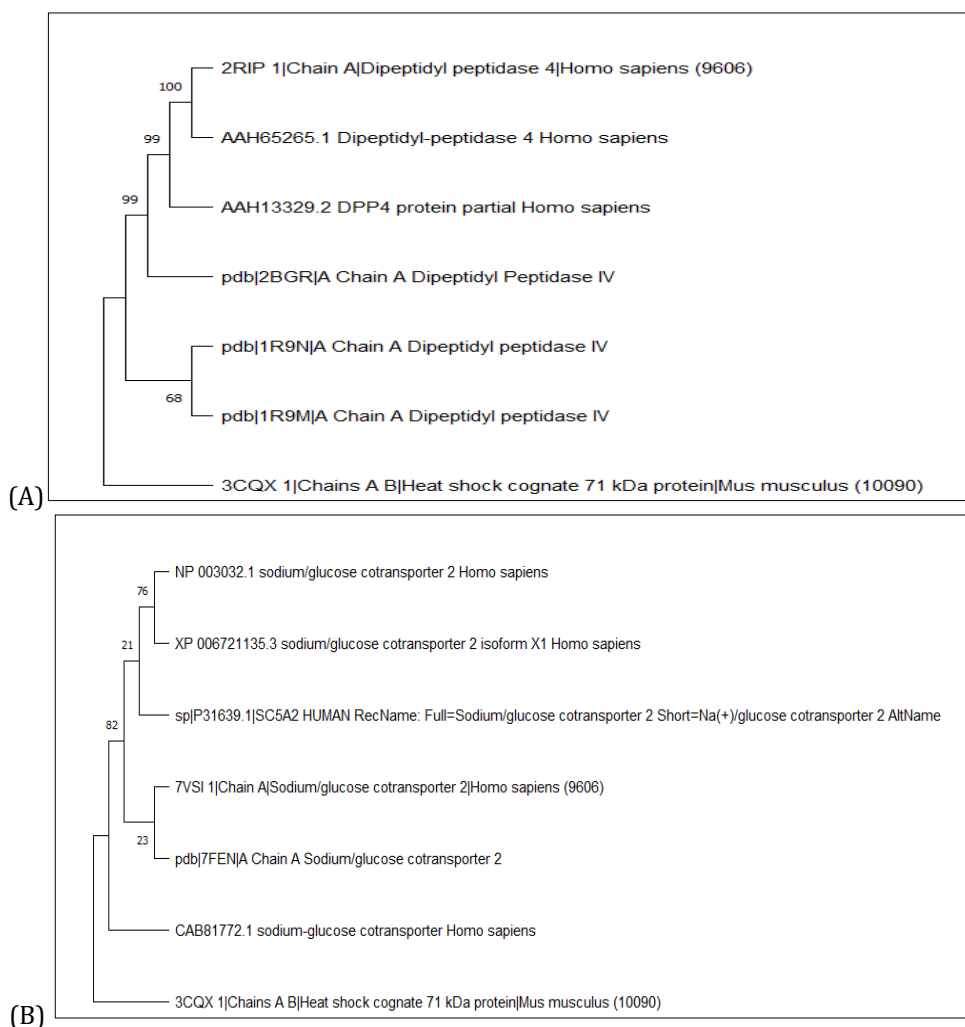 2RIP 1|Chain A|Dipeptidyl peptidase 4|Homo sapiens (9606)
100
AAH65265.1 Dipeptidyl-peptidase 4 Homo sapiens
99
AAH13329.2 DPP4 protein partial Homo sapiens
99
pdb|2BGR|A Chain A Dipeptidyl Peptidase IV
pdb|1R9N|A Chain A Dipeptidyl peptidase IV
68
pdb|1R9M|A Chain A Dipeptidyl peptidase IV
3CQX 1|Chains A B|Heat shock cognate 71 kDa protein|Mus musculus (10090)
(A)
NP 003032.1 sodium/glucose cotransporter 2 Homo sapiens
76
XP 006721135.3 sodium/glucose cotransporter 2 isoform X1 Homo sapiens
21
sp|P31639.1|SC5A2 HUMAN RecName: Full=Sodium/glucose cotransporter 2 Short=Na(+)/glucose cotransporter 2 AltName
82
7VSI 1|Chain A|Sodium/glucose cotransporter 2|Homo sapiens (9606)
23
pdb|7FEN|A Chain A Sodium/glucose cotransporter 2
CAB81772.1 sodium-glucose cotransporter Homo sapiens
3CQX 1|Chains A B|Heat shock cognate 71 kDa protein|Mus musculus (10090)
(B)